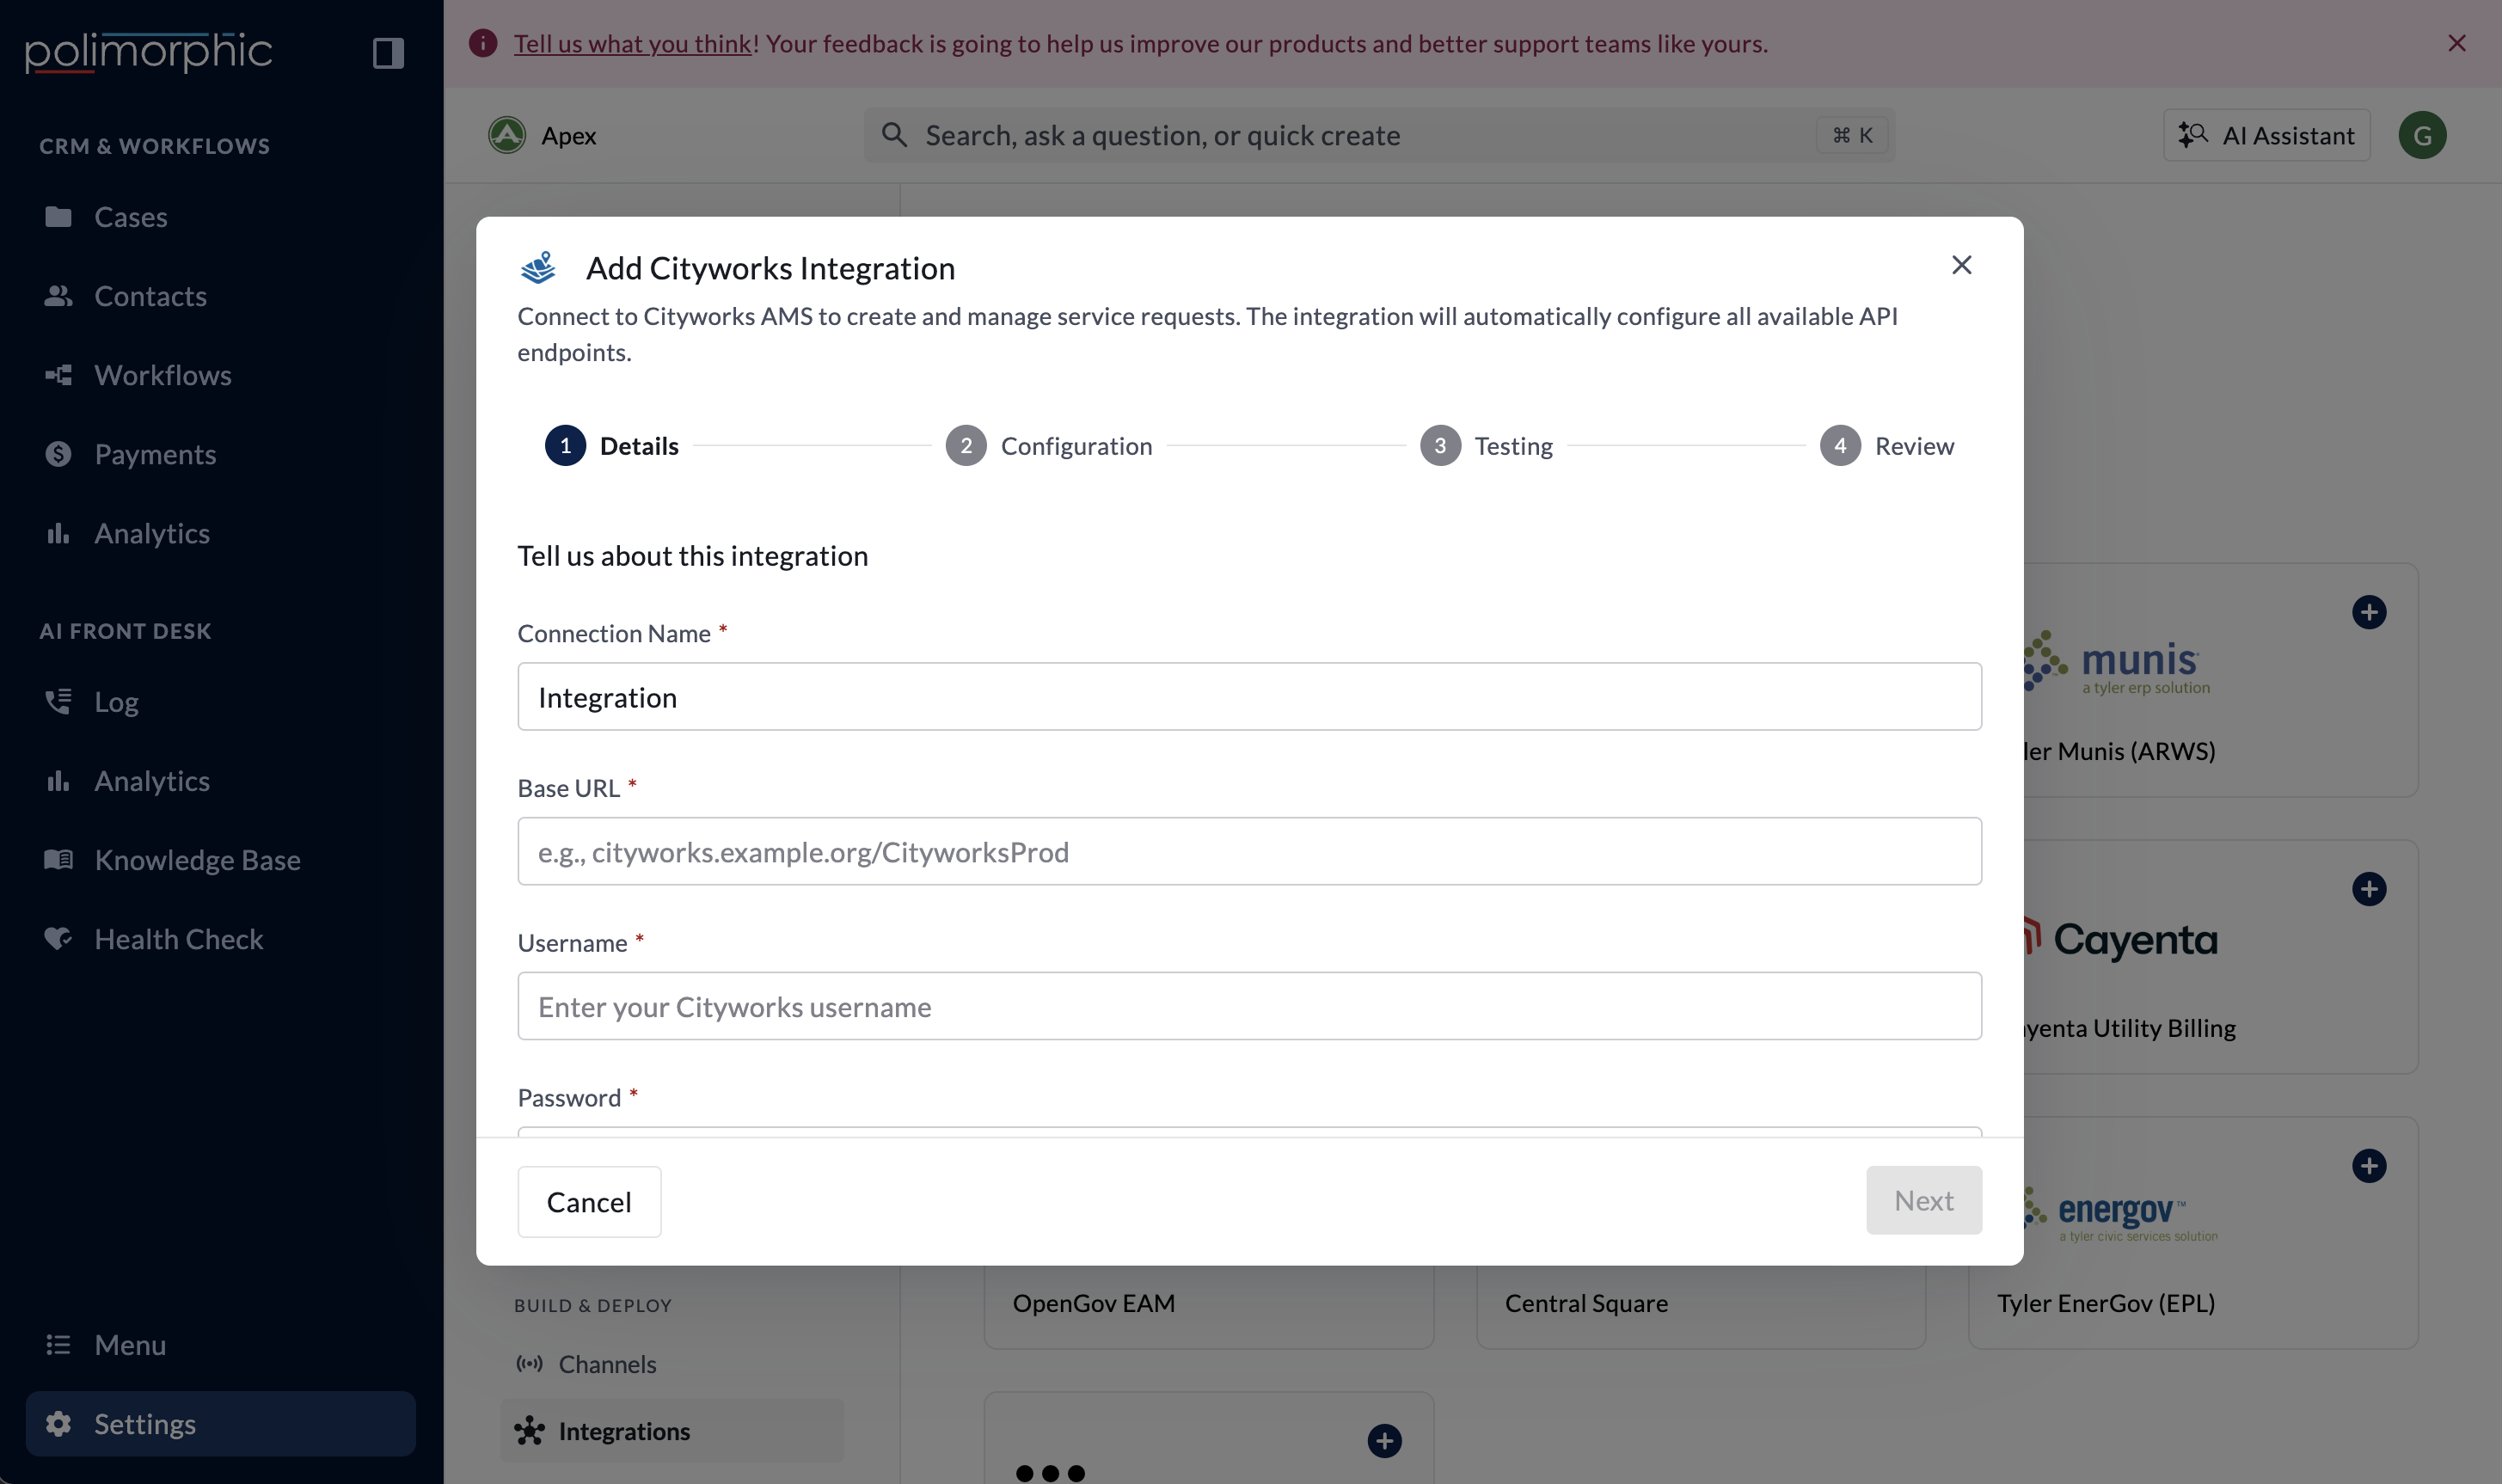 polimorphic
CRM & WORKFLOWS
Cases
Contacts
Workflows
Payments
Analytics
AI FRONT DESK
Log
Analytics
Knowledge Base
Health Check
Menu
Settings
Tell us what you think! Your feedback is going to help us improve our products and better support teams like yours.
Apex
Search, ask a question, or quick create
⌘ K
AI Assistant
G
Add Cityworks Integration
Connect to Cityworks AMS to create and manage service requests. The integration will automatically configure all available API
endpoints.
1 Details
2 Configuration
3 Testing
4 Review
Tell us about this integration
Connection Name *
Integration
Base URL *
e.g., cityworks.example.org/CityworksProd
Username *
Enter your Cityworks username
Password *
Cancel
Next
munis
a tyler erp solution
ler Munis (ARWS)
Cayenta
yenta Utility Billing
energov™
a tyler civic services solution
OpenGov EAM
Central Square
Tyler EnerGov (EPL)
BUILD & DEPLOY
Channels
Integrations